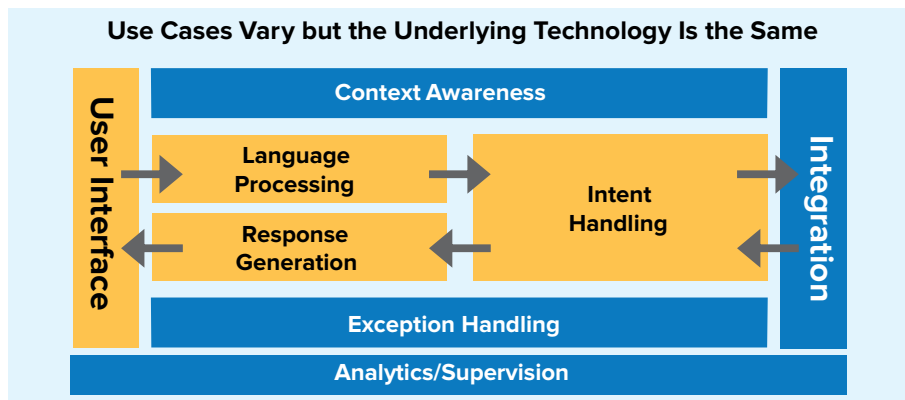 Use Cases Vary but the Underlying Technology Is the Same
User Interface
Context Awareness
Language
Processing
Response
Generation
Intent
Handling
Integration
Exception Handling
Analytics/Supervision